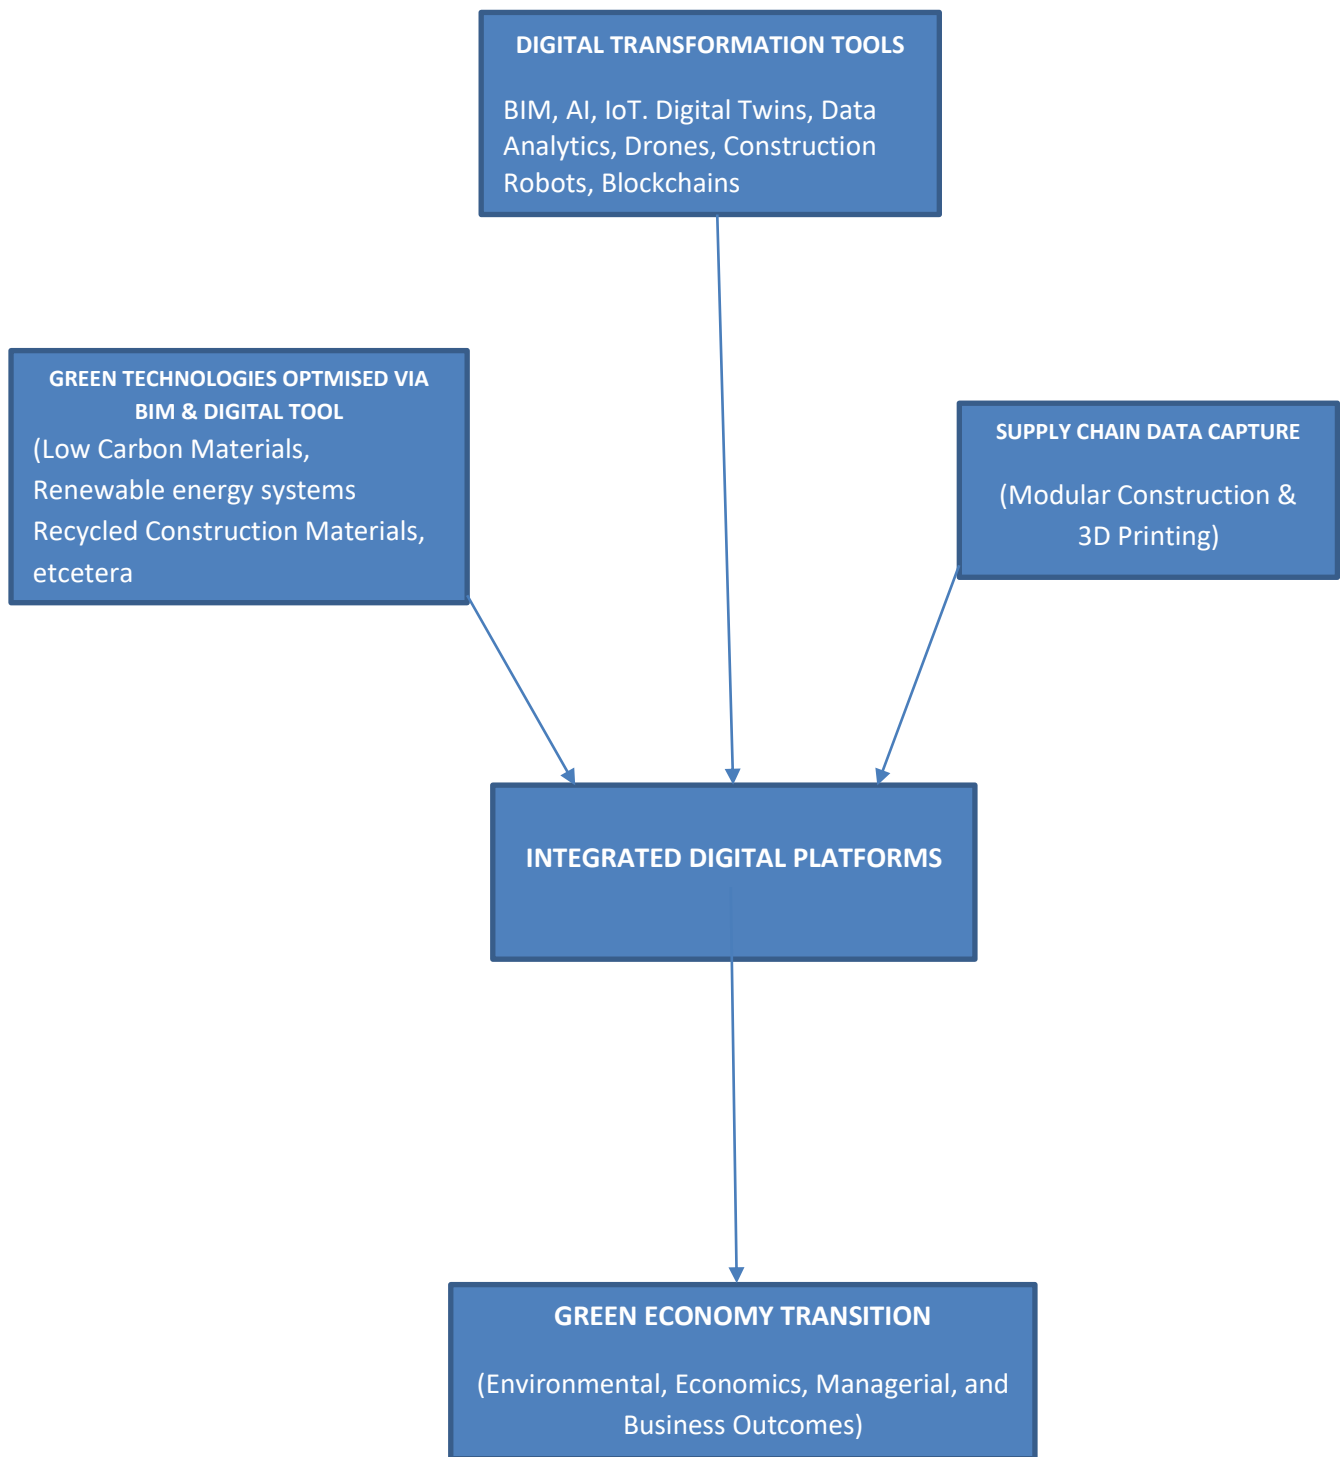 DIGITAL TRANSFORMATION TOOLS
BIM, AI, IoT. Digital Twins, Data
Analytics, Drones, Construction
Robots, Blockchains
GREEN TECHNOLOGIES OPTMISED VIA
BIM & DIGITAL TOOL
(Low Carbon Materials,
Renewable energy systems
Recycled Construction Materials,
etcetera
SUPPLY CHAIN DATA CAPTURE
(Modular Construction &
3D Printing)
INTEGRATED DIGITAL PLATFORMS
GREEN ECONOMY TRANSITION
(Environmental, Economics, Managerial, and
Business Outcomes)